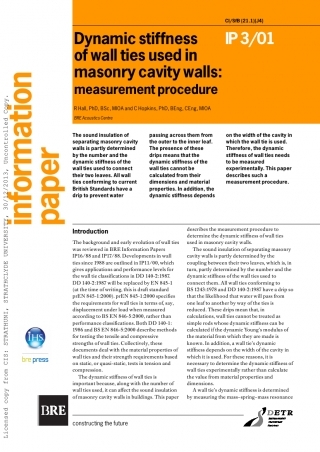 CI/SfB (21.1)(J4)
Dynamic stiffness
of wall ties used in
masonry cavity walls:
measurement procedure
IP 3/01
R Hall, PhD, BSc, MIOA and C Hopkins, PhD, BEng, CEng, MIOA
BRE Acoustics Centre
information
paper
Licensed copy from CIS: STRATHUNI, STRATHCLYDE UNIVERSITY, 30/12/2013, Uncontrolled Copy.
The sound insulation of
separating masonry cavity
walls is partly determined
by the number and the
dynamic stiffness of the
wall ties used to connect
their two leaves. All wall
ties conforming to current
British Standards have a
drip to prevent water
passing across them from
the outer to the inner leaf.
The presence of these
drips means that the
dynamic stiffness of the
wall ties cannot be
calculated from their
dimensions and material
properties. In addition, the
dynamic stiffness depends
on the width of the cavity in
which the wall tie is used.
Therefore, the dynamic
stiffness of wall ties needs
to be measured
experimentally. This paper
describes such a
measurement procedure.
Introduction
The background and early evolution of wall ties
was reviewed in BRE Information Papers
IP16/88 and IP17/88. Developments in wall
ties since 1988 are outlined in IP11/00, which
gives applications and performance levels for
the wall tie classifications in DD 140-2:1987.
DD 140-2:1987 will be replaced by EN 845-1
(at the time of writing, this is draft standard
prEN 845-1:2000). prEN 845-1:2000 specifies
the requirements for wall ties in terms of, say,
displacement under load when measured
according to BS EN 846-5:2000, rather than
performance classifications. Both DD 140-1:
1986 and BS EN 846-5:2000 describe methods
for testing the tensile and compressive
strengths of wall ties. Collectively, these
documents deal with the material properties of
wall ties and their strength requirements based
on static, or quasi-static, tests in tension and
compression.
The dynamic stiffness of wall ties is
important because, along with the number of
wall ties used, it can affect the sound insulation
of masonry cavity walls in buildings. This paper
describes the measurement procedure to
determine the dynamic stiffness of wall ties
used in masonry cavity walls.
The sound insulation of separating masonry
cavity walls is partly determined by the
coupling between their two leaves, which is, in
turn, partly determined by the number and the
dynamic stiffness of the wall ties used to
connect these leaves. All wall ties conforming to
BS 1243:1978 and DD 140-2:1987 have a drip so
that the likelihood that water will pass from
one leaf to another by way of the ties is
reduced. These drips mean that, in
calculations, wall ties cannot be treated as
simple rods whose dynamic stiffness can be
calculated if the dynamic Young's modulus of
the material from which they are made is
known. In addition, a wall tie's dynamic
stiffness depends on the width of the cavity in
which it is used. For these reasons, it is
necessary to determine the dynamic stiffness of
wall ties experimentally rather than calculate
the value from material properties and
dimensions.
A wall tie's dynamic stiffness is determined
by measuring the mass–spring–mass resonance
IHS
bre press
BRE
constructing the future
DETR